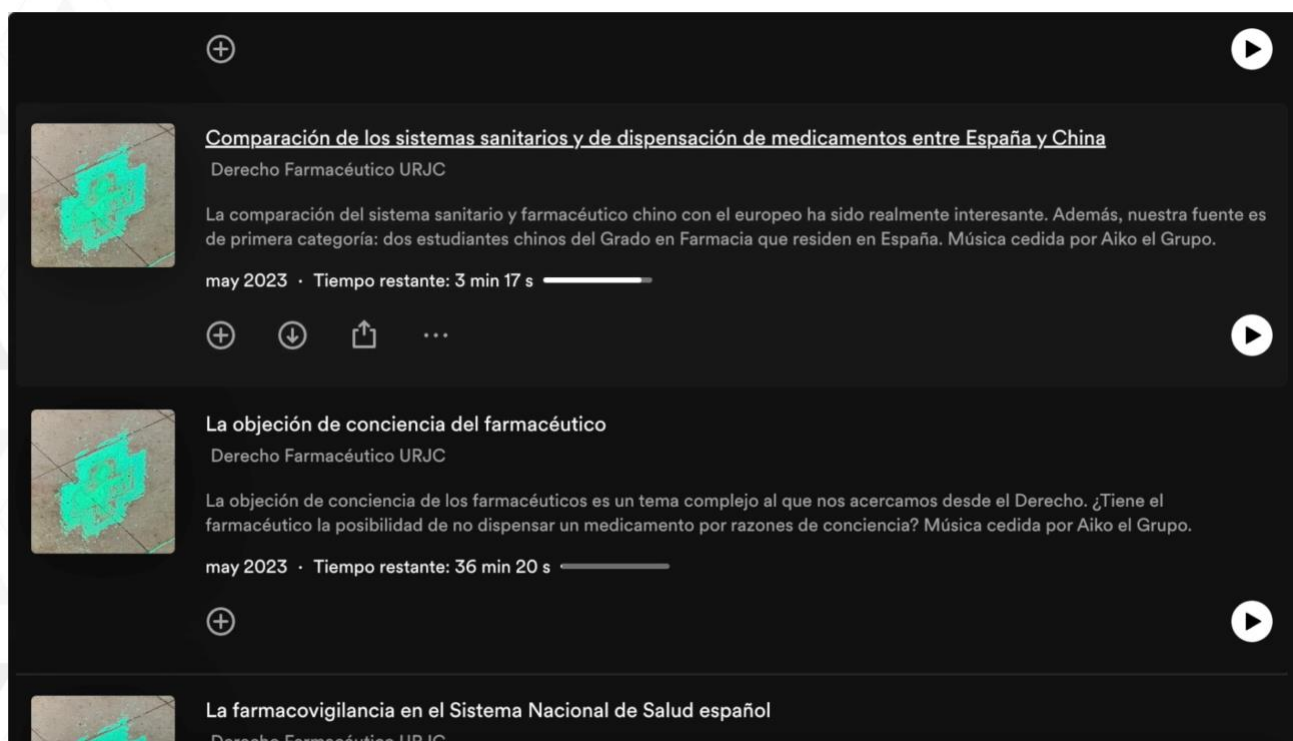 Comparación de los sistemas sanitarios y de dispensación de medicamentos entre España y China
Derecho Farmacéutico URJC
La comparación del sistema sanitario y farmacéutico chino con el europeo ha sido realmente interesante. Además, nuestra fuente es
de primera categoría: dos estudiantes chinos del Grado en Farmacia que residen en España. Música cedida por Aiko el Grupo.
may 2023 · Tiempo restante: 3 min 17 s
La objeción de conciencia del farmacéutico
Derecho Farmacéutico URJC
La objeción de conciencia de los farmacéuticos es un tema complejo al que nos acercamos desde el Derecho. ¿Tiene el
farmacéutico la posibilidad de no dispensar un medicamento por razones de conciencia? Música cedida por Aiko el Grupo.
may 2023 · Tiempo restante: 36 min 20 s
La farmacovigilancia en el Sistema Nacional de Salud español
Derecho Farmacéutico URJC